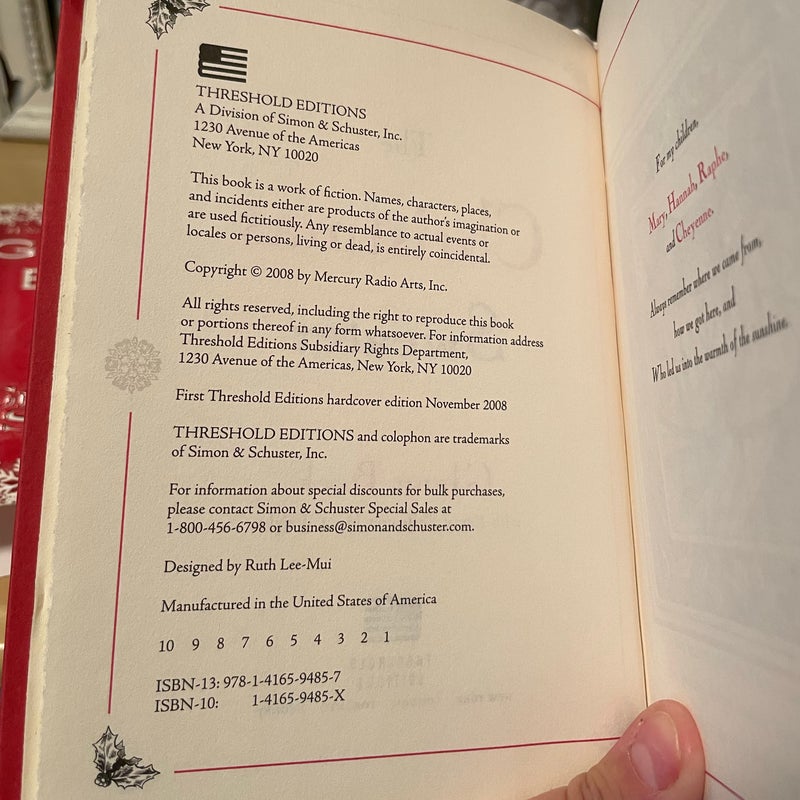 THRESHOLD EDITIONS
A Division of Simon & Schuster, Inc.
1230 Avenue of the Americas
New York, NY 10020
This book is a work of fiction. Names, characters, places,
and incidents either are products of the author's imagination or
are used fictitiously. Any resemblance to actual events or
locales or persons, living or dead, is entirely coincidental.
Copyright © 2008 by Mercury Radio Arts, Inc.
All rights reserved, including the right to reproduce this book
or portions thereof in any form whatsoever. For information address
Threshold Editions Subsidiary Rights Department,
1230 Avenue of the Americas, New York, NY 10020
First Threshold Editions hardcover edition November 2008
THRESHOLD EDITIONS and colophon are trademarks
of Simon & Schuster, Inc.
For information about special discounts for bulk purchases,
please contact Simon & Schuster Special Sales at
1-800-456-6798 or business@simonandschuster.com.
Designed by Ruth Lee-Mui
Manufactured in the United States of America
10 9 8 7 6 5 4 3 2 1
ISBN-13: 978-1-4165-9485-7
ISBN-10: 1-4165-9485-X
For my children,
Mary, Hannah, Raphe,
and Cheyenne.
Always remember where we came from,
how we got here, and
Who led us into the warmth of the sunshine.